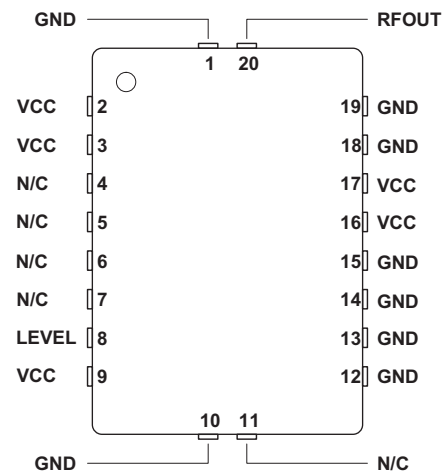 GND 1 20 RFOUT
VCC 2 19 GND
VCC 3 18 GND
N/C 4 17 VCC
N/C 5 16 VCC
N/C 6 15 GND
N/C 7 14 GND
LEVEL 8 13 GND
VCC 9 12 GND
10 11
GND N/C